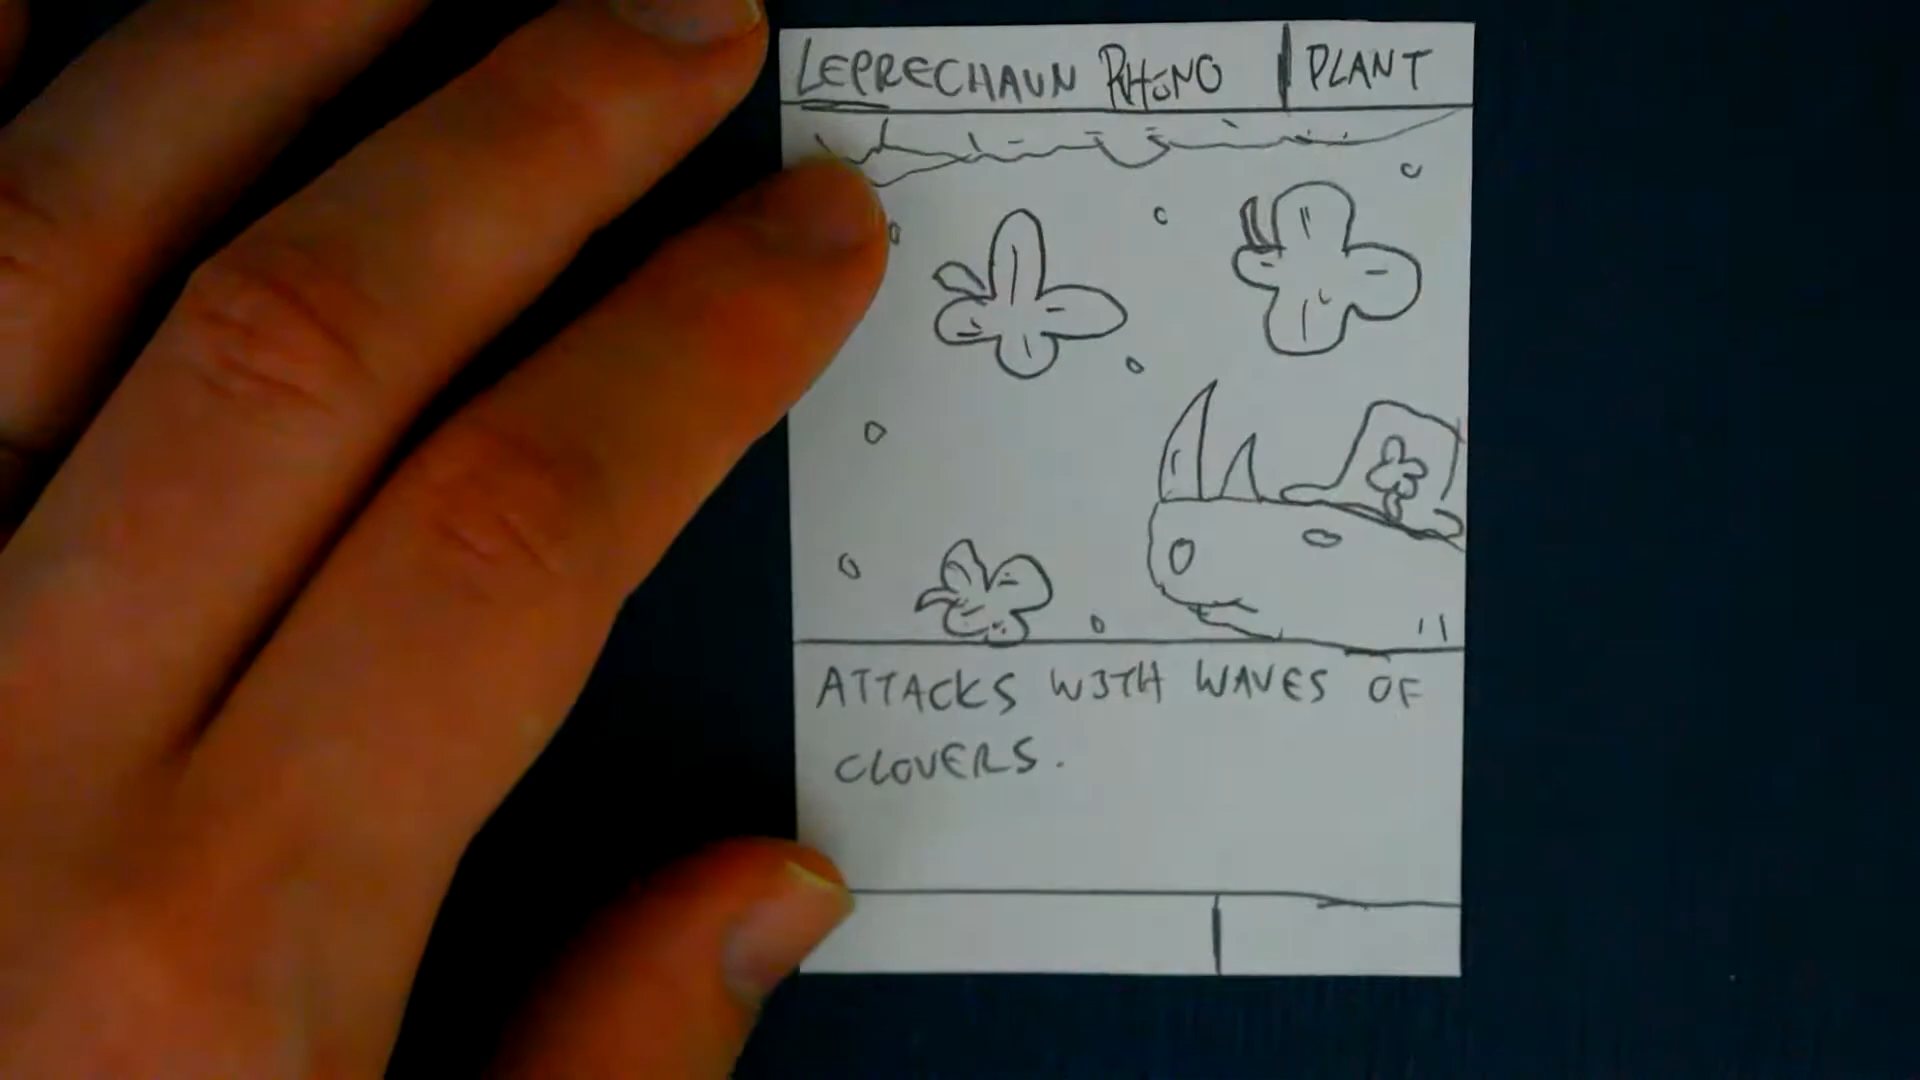 LEPRECHAUN RHINO | PLANT
ATTACKS WITH WAVES OF
CLOVERS.